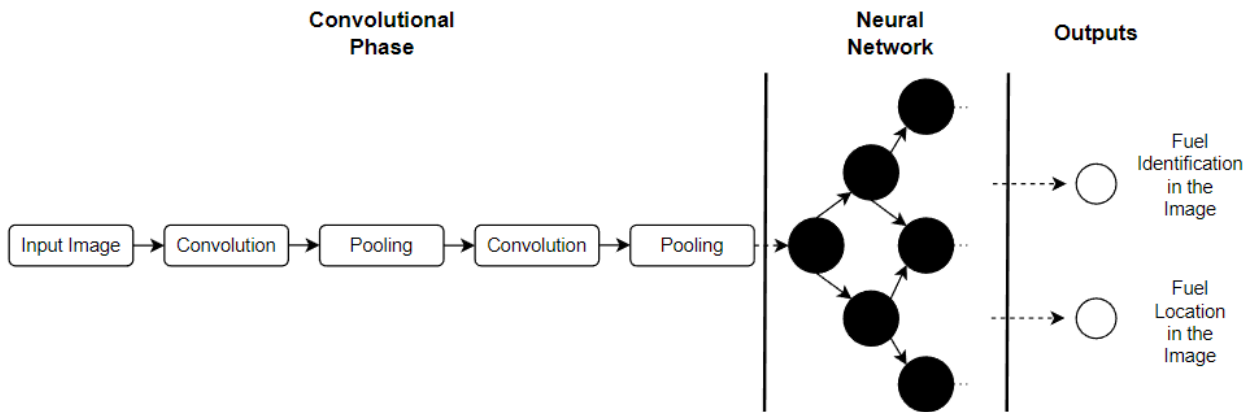 Convolutional
Phase
Neural
Network
Outputs
Input Image
Convolution
Pooling
Convolution
Pooling
Fuel
Identification
in the
Image
Fuel
Location
in the
Image